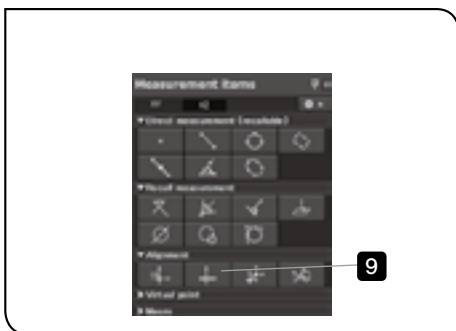 Measurement items
Direct measurement (recallable)
Recall measurement
Alignment
9
Virtual point
Macro